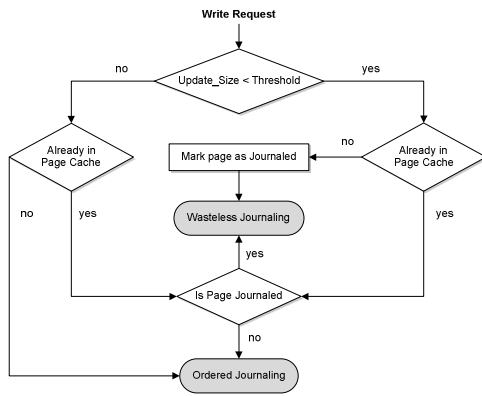 Write Request
no
yes
Update_Size < Threshold
Already in
Page Cache
Mark page as Journaled
no
Already in
Page Cache
no
yes
Wasteless Journaling
yes
yes
Is Page Journaled
no
Ordered Journaling